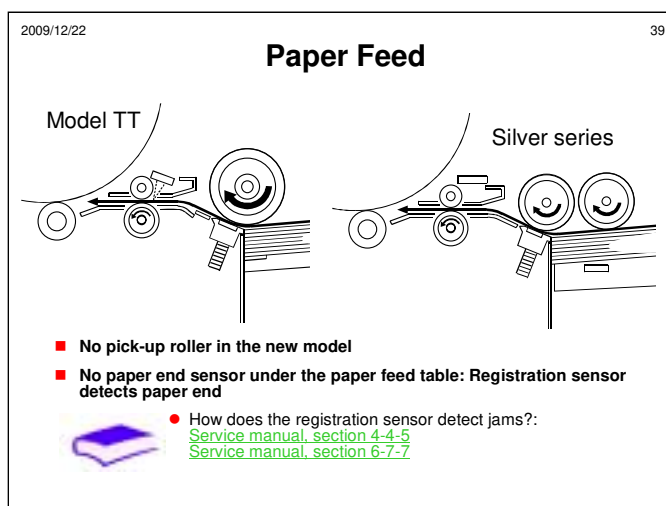 2009/12/22
39
Paper Feed
Model TT
Silver series
No pick-up roller in the new model
No paper end sensor under the paper feed table: Registration sensor
detects paper end
How does the registration sensor detect jams?:
Service manual, section 4-4-5
Service manual, section 6-7-7